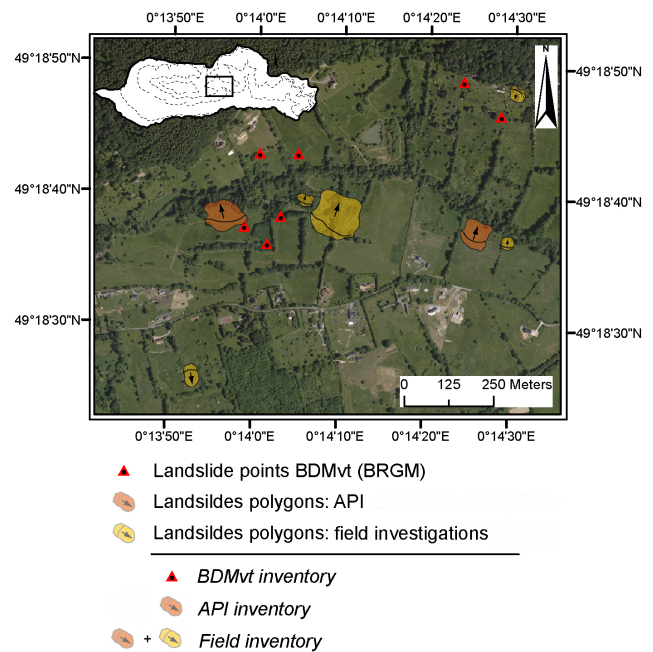 0°13'50"E 0°14'0"E 0°14'10"E 0°14'20"E 0°14'30"E
N
49°18'50"N 49°18'50"N
49°18'40"N 49°18'40"N
49°18'30"N 49°18'30"N
0 125 250 Meters
0°13'50"E 0°14'0"E 0°14'10"E 0°14'20"E 0°14'30"E
Landslide points BDMvt (BRGM)
Landsildes polygons: API
Landsildes polygons: field investigations
BDMvt inventory
API inventory
+ Field inventory